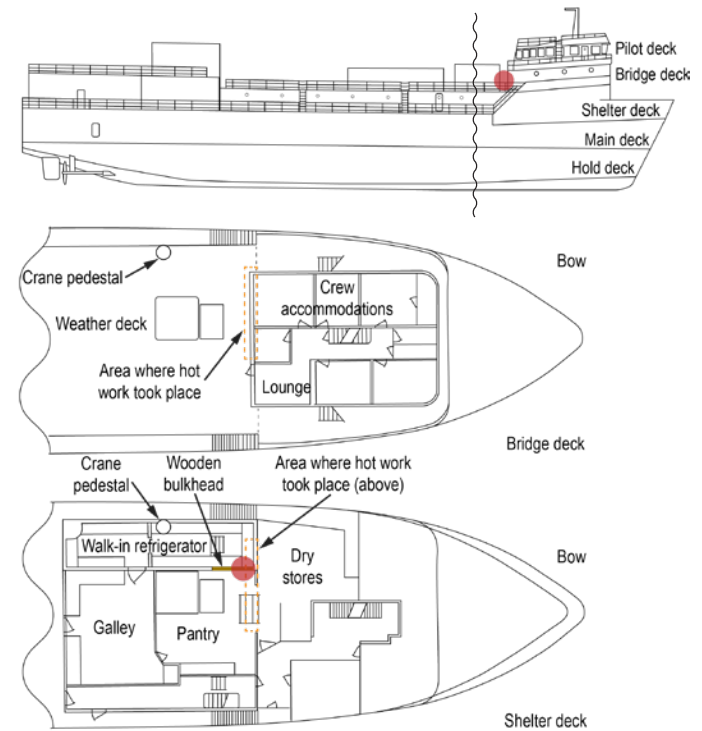 Pilot deck
Bridge deck
Shelter deck
Main deck
Hold deck
Bow
Crane pedestal
Crew
accommodations
Weather deck
Area where hot
work took place
Lounge
Bridge deck
Crane
pedestal
Wooden
bulkhead
Area where hot work
took place (above)
Walk-in refrigerator
Dry
stores
Bow
Galley
Pantry
Shelter deck